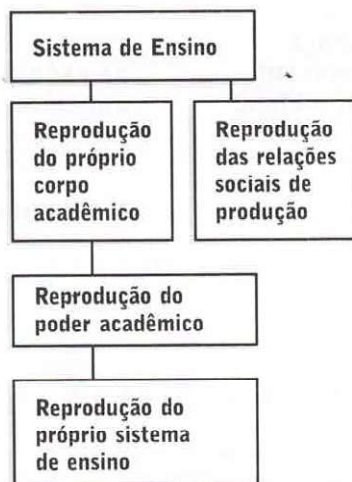 Sistema de Ensino
Reprodução
do próprio
corpo
acadêmico
Reprodução
das relações
sociais de
produção
Reprodução do
poder acadêmico
Reprodução do
próprio sistema
de ensino